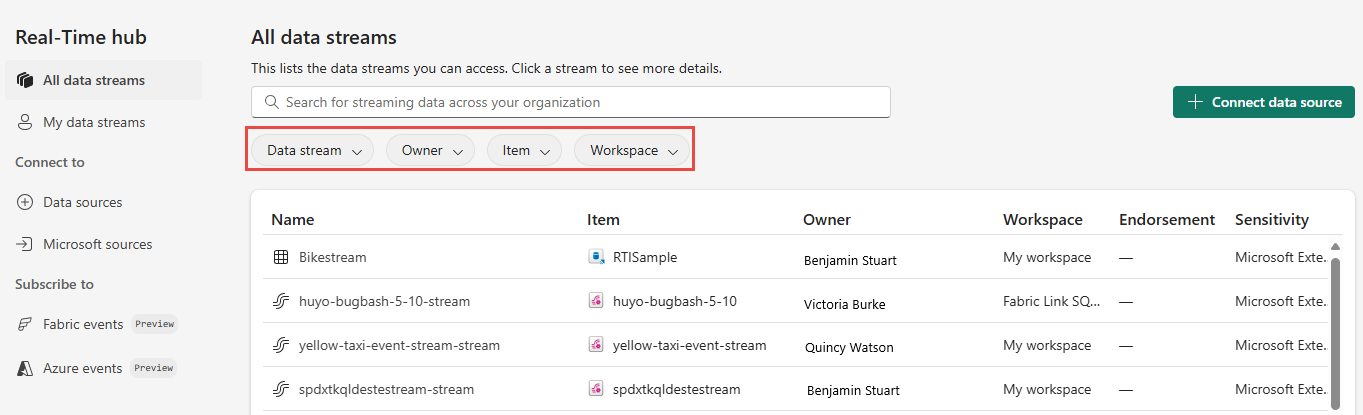 Real-Time hub
All data streams
My data streams
Connect to
Data sources
Microsoft sources
Subscribe to
Fabric events Preview
Azure events Preview
All data streams
This lists the data streams you can access. Click a stream to see more details.
Search for streaming data across your organization
Connect data source
Data stream Owner Item Workspace
Name Item Owner Workspace Endorsement Sensitivity
Bikestream RTISample Benjamin Stuart My workspace — Microsoft Exte...
huyo-bugbash-5-10-stream huyo-bugbash-5-10 Victoria Burke Fabric Link SQ... — Microsoft Exte...
yellow-taxi-event-stream-stream yellow-taxi-event-stream Quincy Watson My workspace — Microsoft Exte...
spdxtkqldestestream-stream spdxtkqldestestream Benjamin Stuart My workspace — Microsoft Exte...